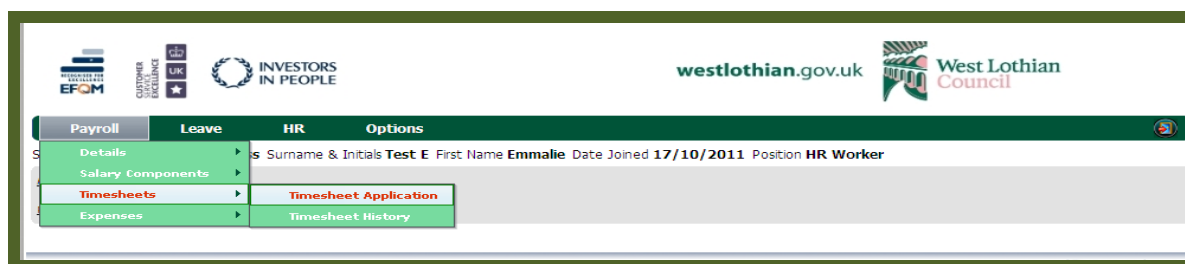 RECOGNISED FOR EXCELLENCE
EFQM
CUSTOMER SERVICE EXCELLENCE
UK
INVESTORS IN PEOPLE
westlothian.gov.uk
West Lothian
Council
Payroll Leave HR Options
S s Surname & Initials Test E First Name Emmalie Date Joined 17/10/2011 Position HR Worker
Details
Salary Components
Timesheets Timesheet Application
Expenses Timesheet History